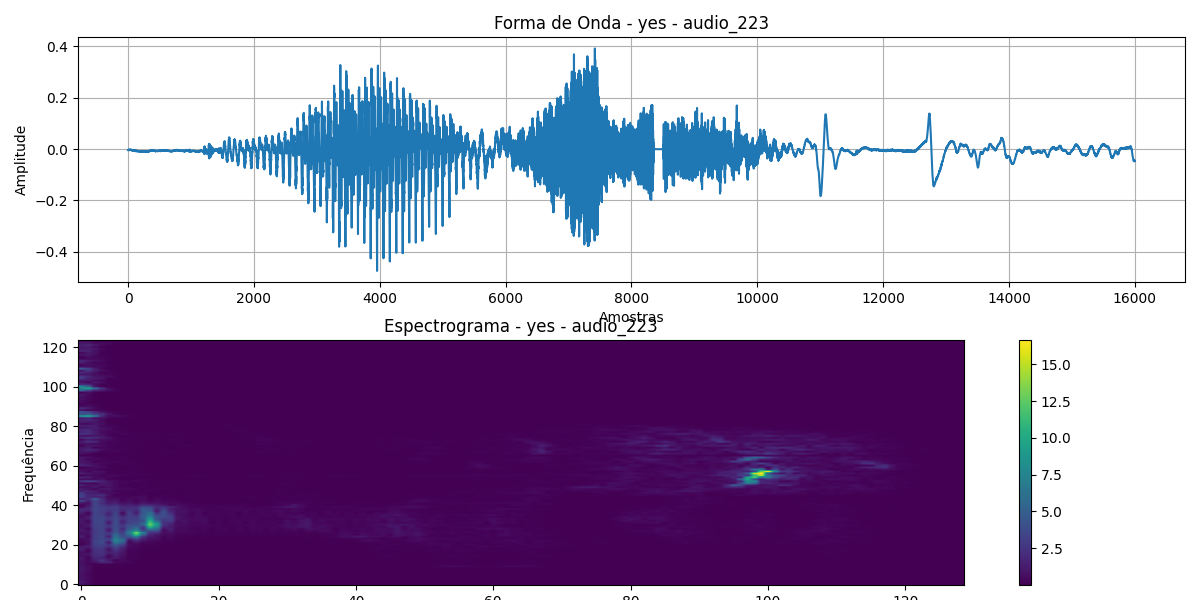 Forma de Onda - yes - audio_223
0.4
0.2
0.0
−0.2
−0.4
Amplitude
0 2000 4000 6000 8000 10000 12000 14000 16000
Amostras
Espectrograma - yes - audio_223
120
100
80
60
40
20
0
Frequência
0 20 40 60 80 100 120
15.0
12.5
10.0
7.5
5.0
2.5